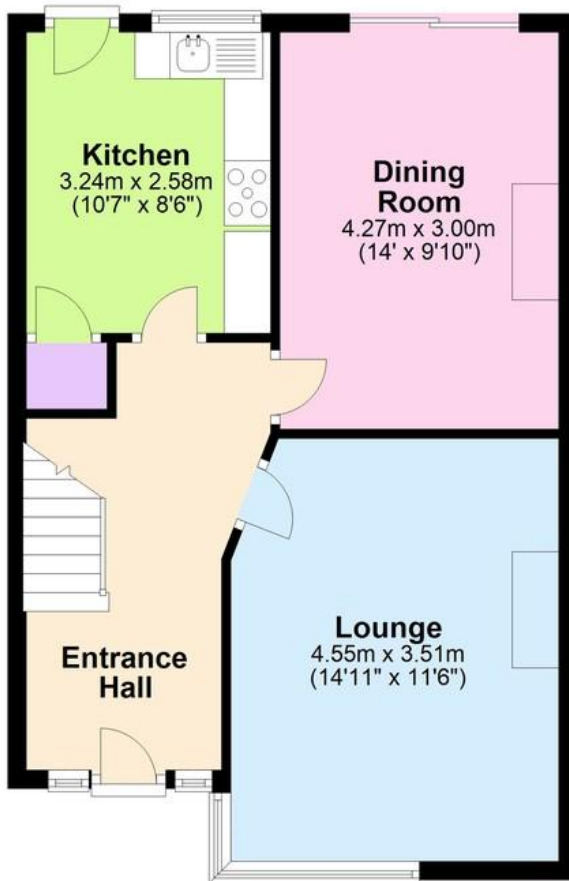 Kitchen
3.24m x 2.58m
(10'7" x 8'6")
Dining
Room
4.27m x 3.00m
(14' x 9'10")
Lounge
4.55m x 3.51m
(14'11" x 11'6")
Entrance
Hall